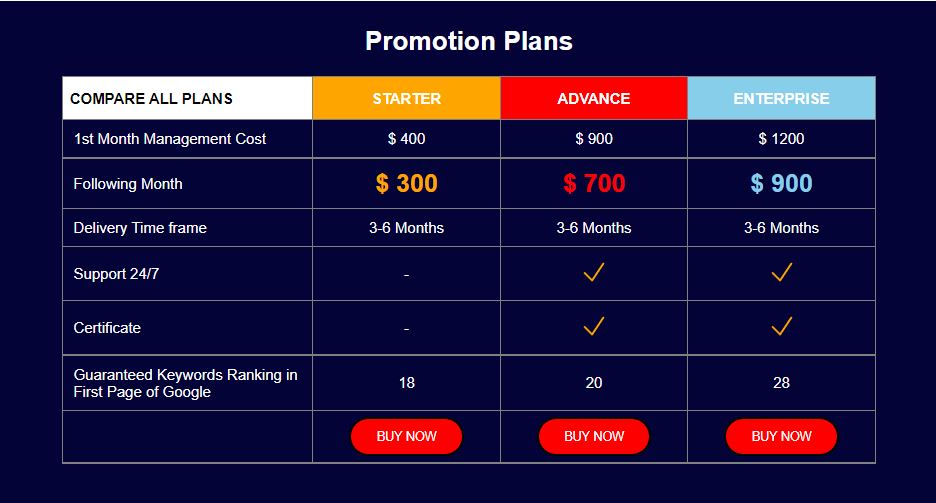 Promotion Plans
COMPARE ALL PLANS STARTER ADVANCE ENTERPRISE
1st Month Management Cost $ 400 $ 900 $ 1200
Following Month $ 300 $ 700 $ 900
Delivery Time frame 3-6 Months 3-6 Months 3-6 Months
Support 24/7 - ✓ ✓
Certificate - ✓ ✓
Guaranteed Keywords Ranking in
First Page of Google 18 20 28
BUY NOW BUY NOW BUY NOW